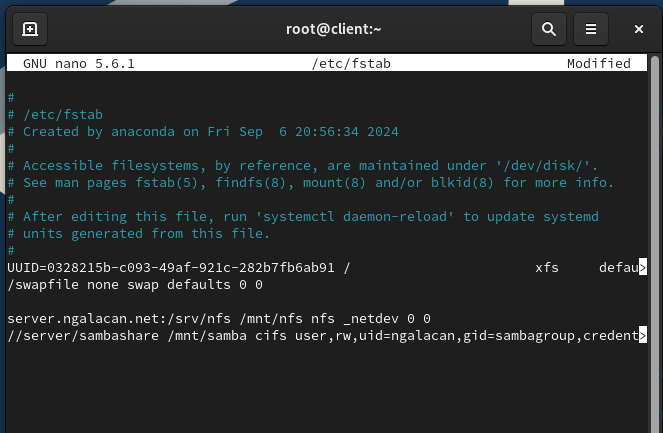 root@client:~
GNU nano 5.6.1 /etc/fstab Modified
#
# /etc/fstab
# Created by anaconda on Fri Sep  6 20:56:34 2024
#
# Accessible filesystems, by reference, are maintained under '/dev/disk/'.
# See man pages fstab(5), findfs(8), mount(8) and/or blkid(8) for more info.
#
# After editing this file, run 'systemctl daemon-reload' to update systemd
# units generated from this file.
#
UUID=0328215b-c093-49af-921c-282b7fb6ab91 / xfs defau>
/swapfile none swap defaults 0 0
server.ngalacan.net:/srv/nfs /mnt/nfs nfs _netdev 0 0
//server/sambashare /mnt/samba cifs user,rw,uid=ngalacan,gid=sambagroup,credent>